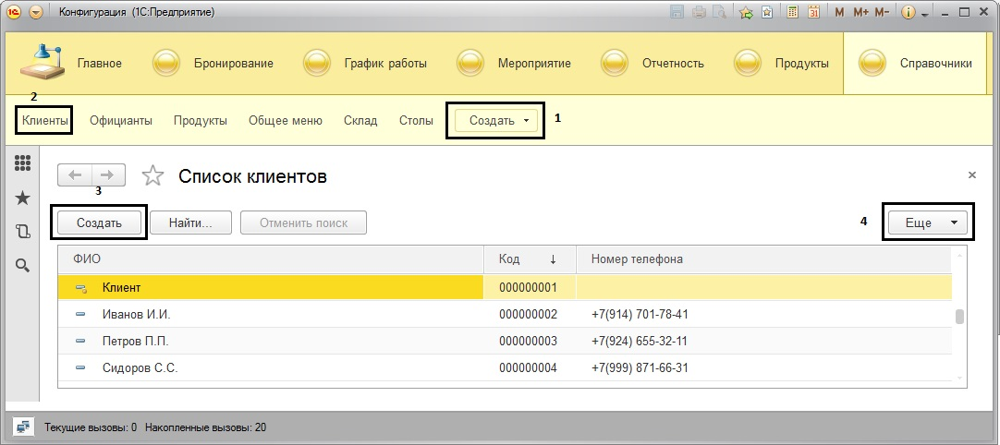 1С Конфигурация (1С:Предприятие) 31 M M+ M-
Главное Бронирование График работы Мероприятие Отчетность Продукты Справочники
2
Клиенты Официанты Продукты Общее меню Склад Столы Создать 1
Список клиентов
3
Создать Найти... Отменить поиск 4 Еще
ФИО Код Номер телефона
Клиент 000000001
Иванов И.И. 000000002 +7(914) 701-78-41
Петров П.П. 000000003 +7(924) 655-32-11
Сидоров С.С. 000000004 +7(999) 871-66-31
Текущие вызовы: 0 Накопленные вызовы: 20